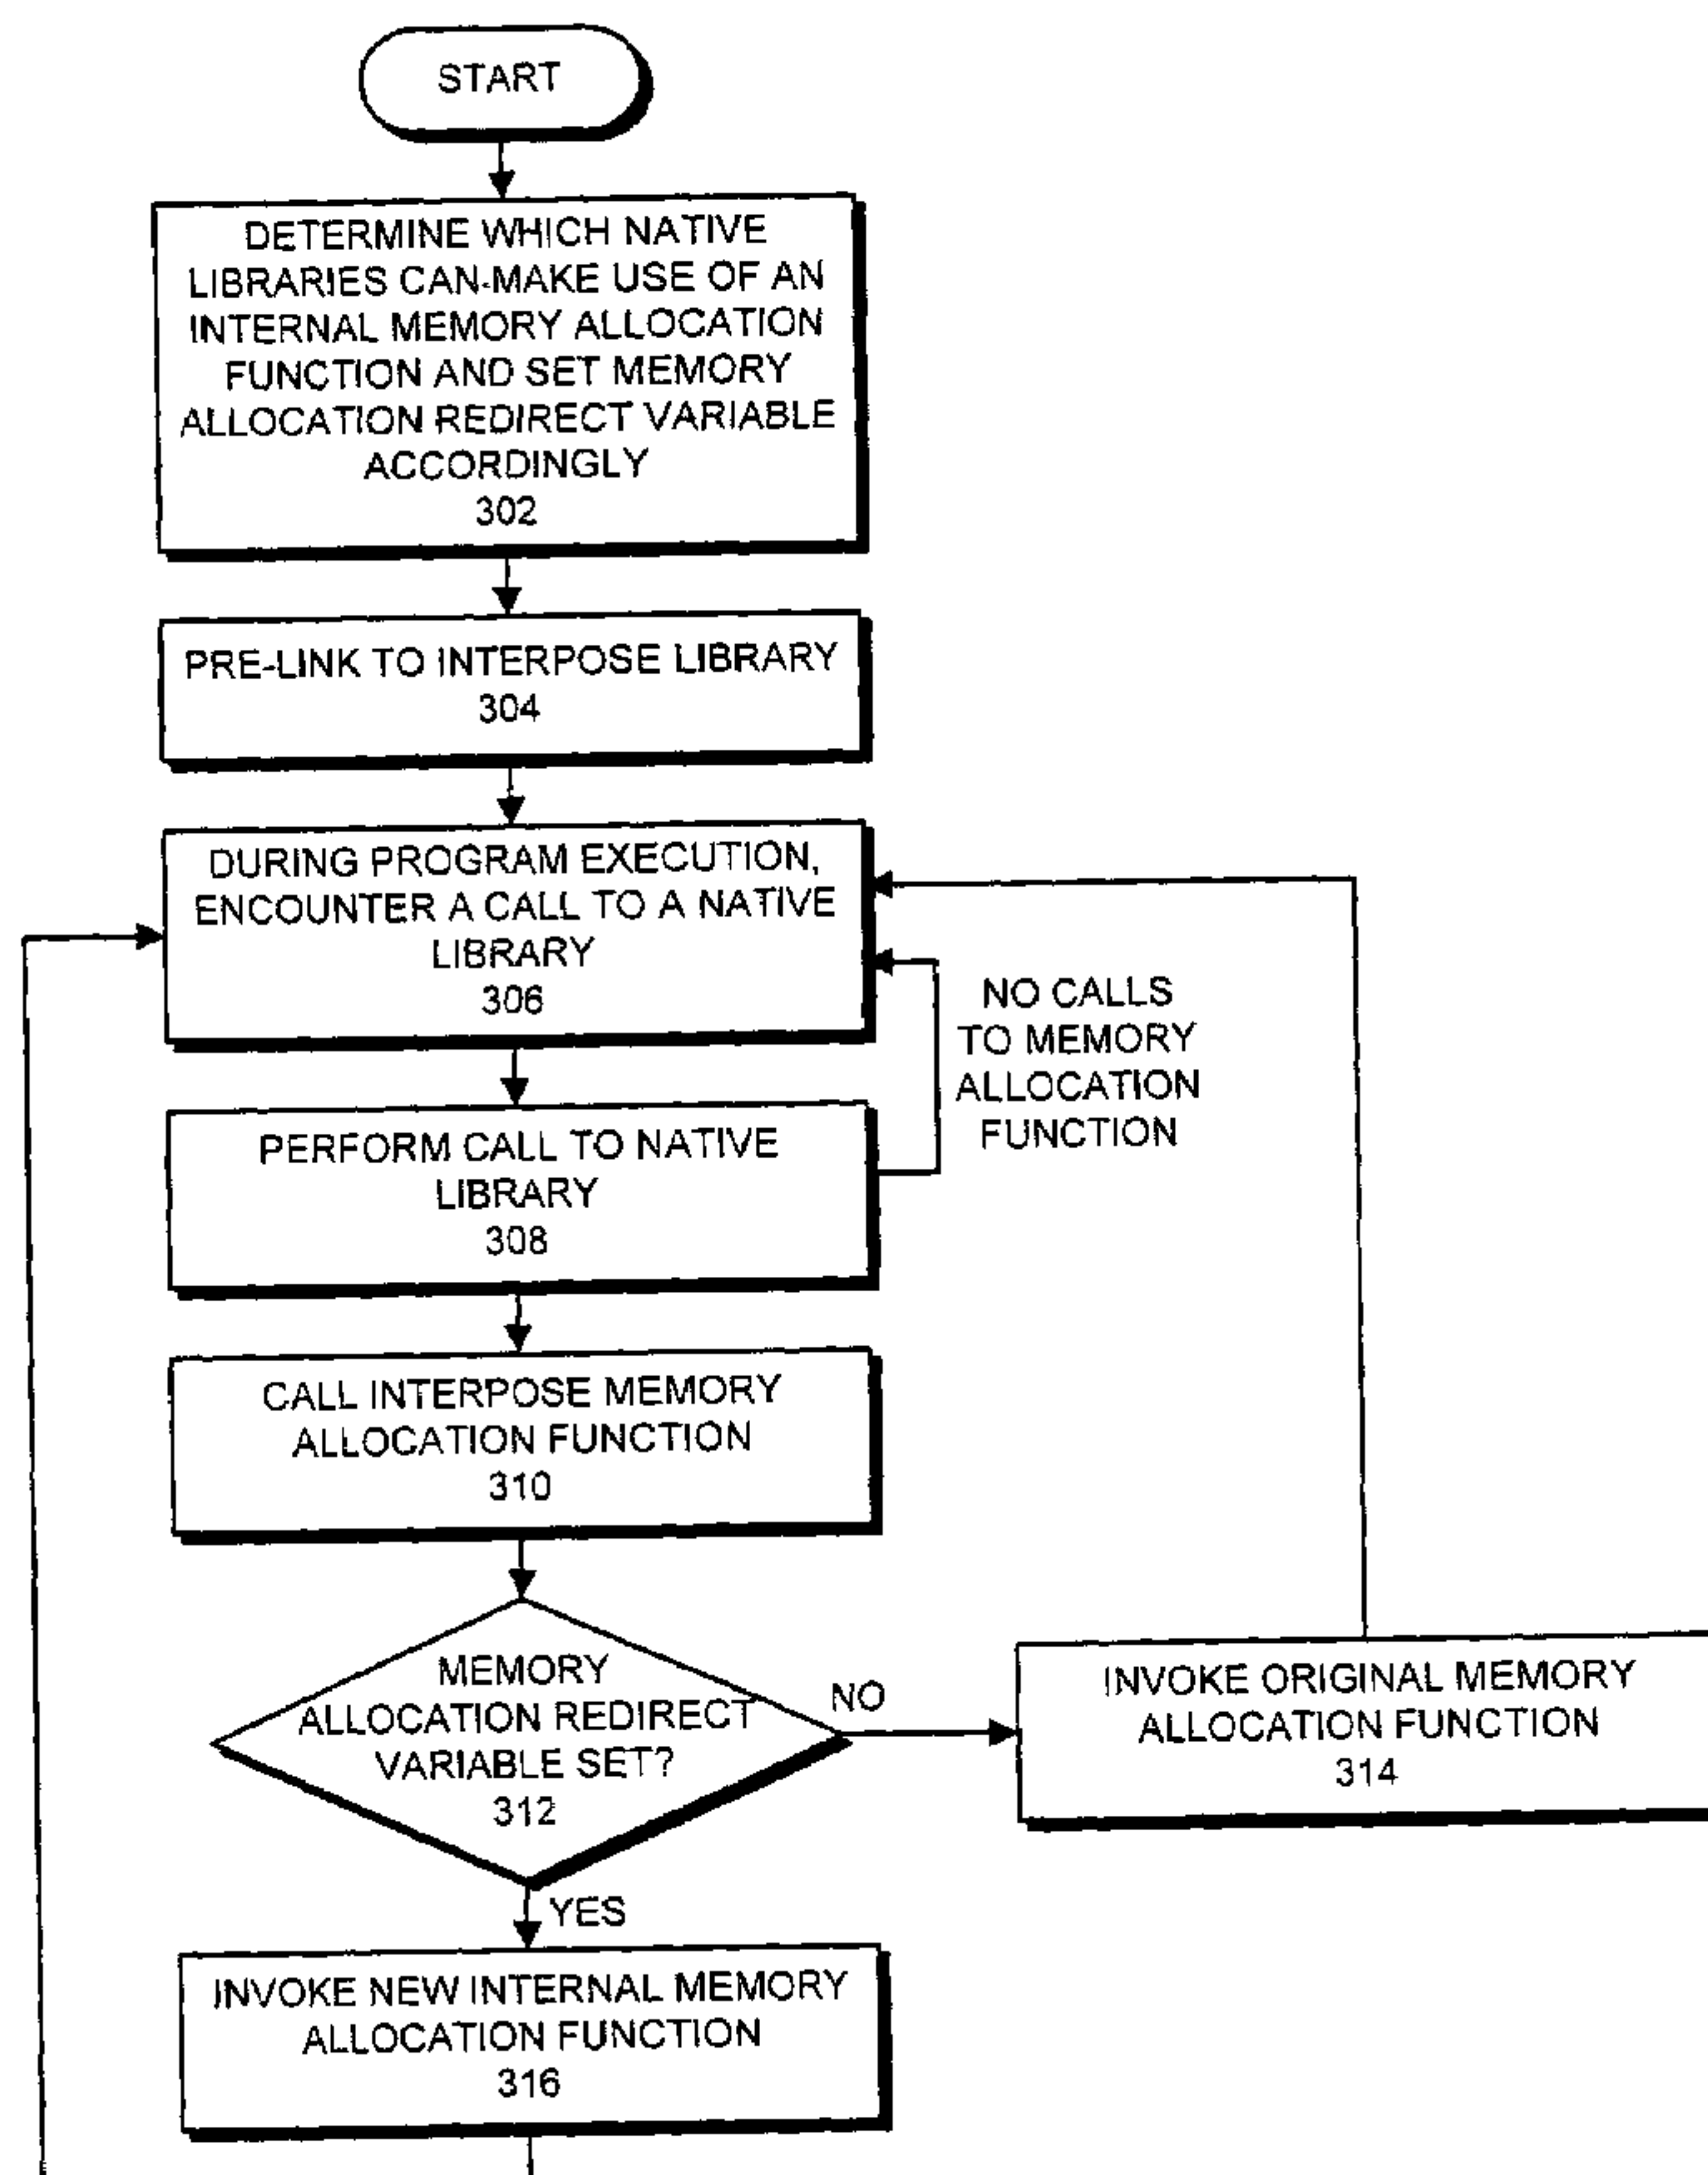 START
DETERMINE WHICH NATIVE
LIBRARIES CAN-MAKE USE OF AN
INTERNAL MEMORY ALLOCATION
FUNCTION AND SET MEMORY
ALLOCATION REDIRECT VARIABLE
ACCORDINGLY
302
PRE-LINK TO INTERPOSE LIBRARY
304
DURING PROGRAM EXECUTION,
ENCOUNTER A CALL TO A NATIVE
LIBRARY
306
NO CALLS
TO MEMORY
ALLOCATION
FUNCTION
PERFORM CALL TO NATIVE
LIBRARY
308
CALL INTERPOSE MEMORY
ALLOCATION FUNCTION
310
MEMORY
ALLOCATION REDIRECT
VARIABLE SET?
312
NO
INVOKE ORIGINAL MEMORY
ALLOCATION FUNCTION
314
YES
INVOKE NEW INTERNAL MEMORY
ALLOCATION FUNCTION
316